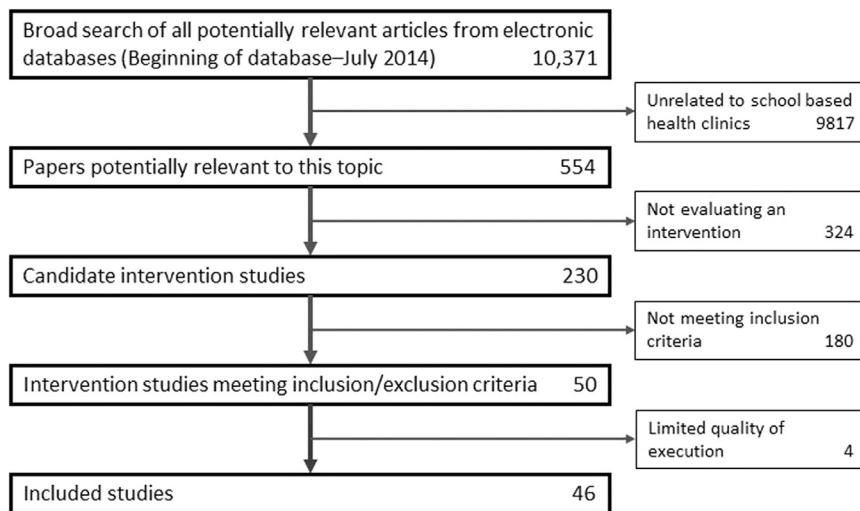 Broad search of all potentially relevant articles from electronic
databases (Beginning of database–July 2014) 10,371
Unrelated to school based
health clinics 9817
Papers potentially relevant to this topic 554
Not evaluating an
intervention 324
Candidate intervention studies 230
Not meeting inclusion
criteria 180
Intervention studies meeting inclusion/exclusion criteria 50
Limited quality of
execution 4
Included studies 46